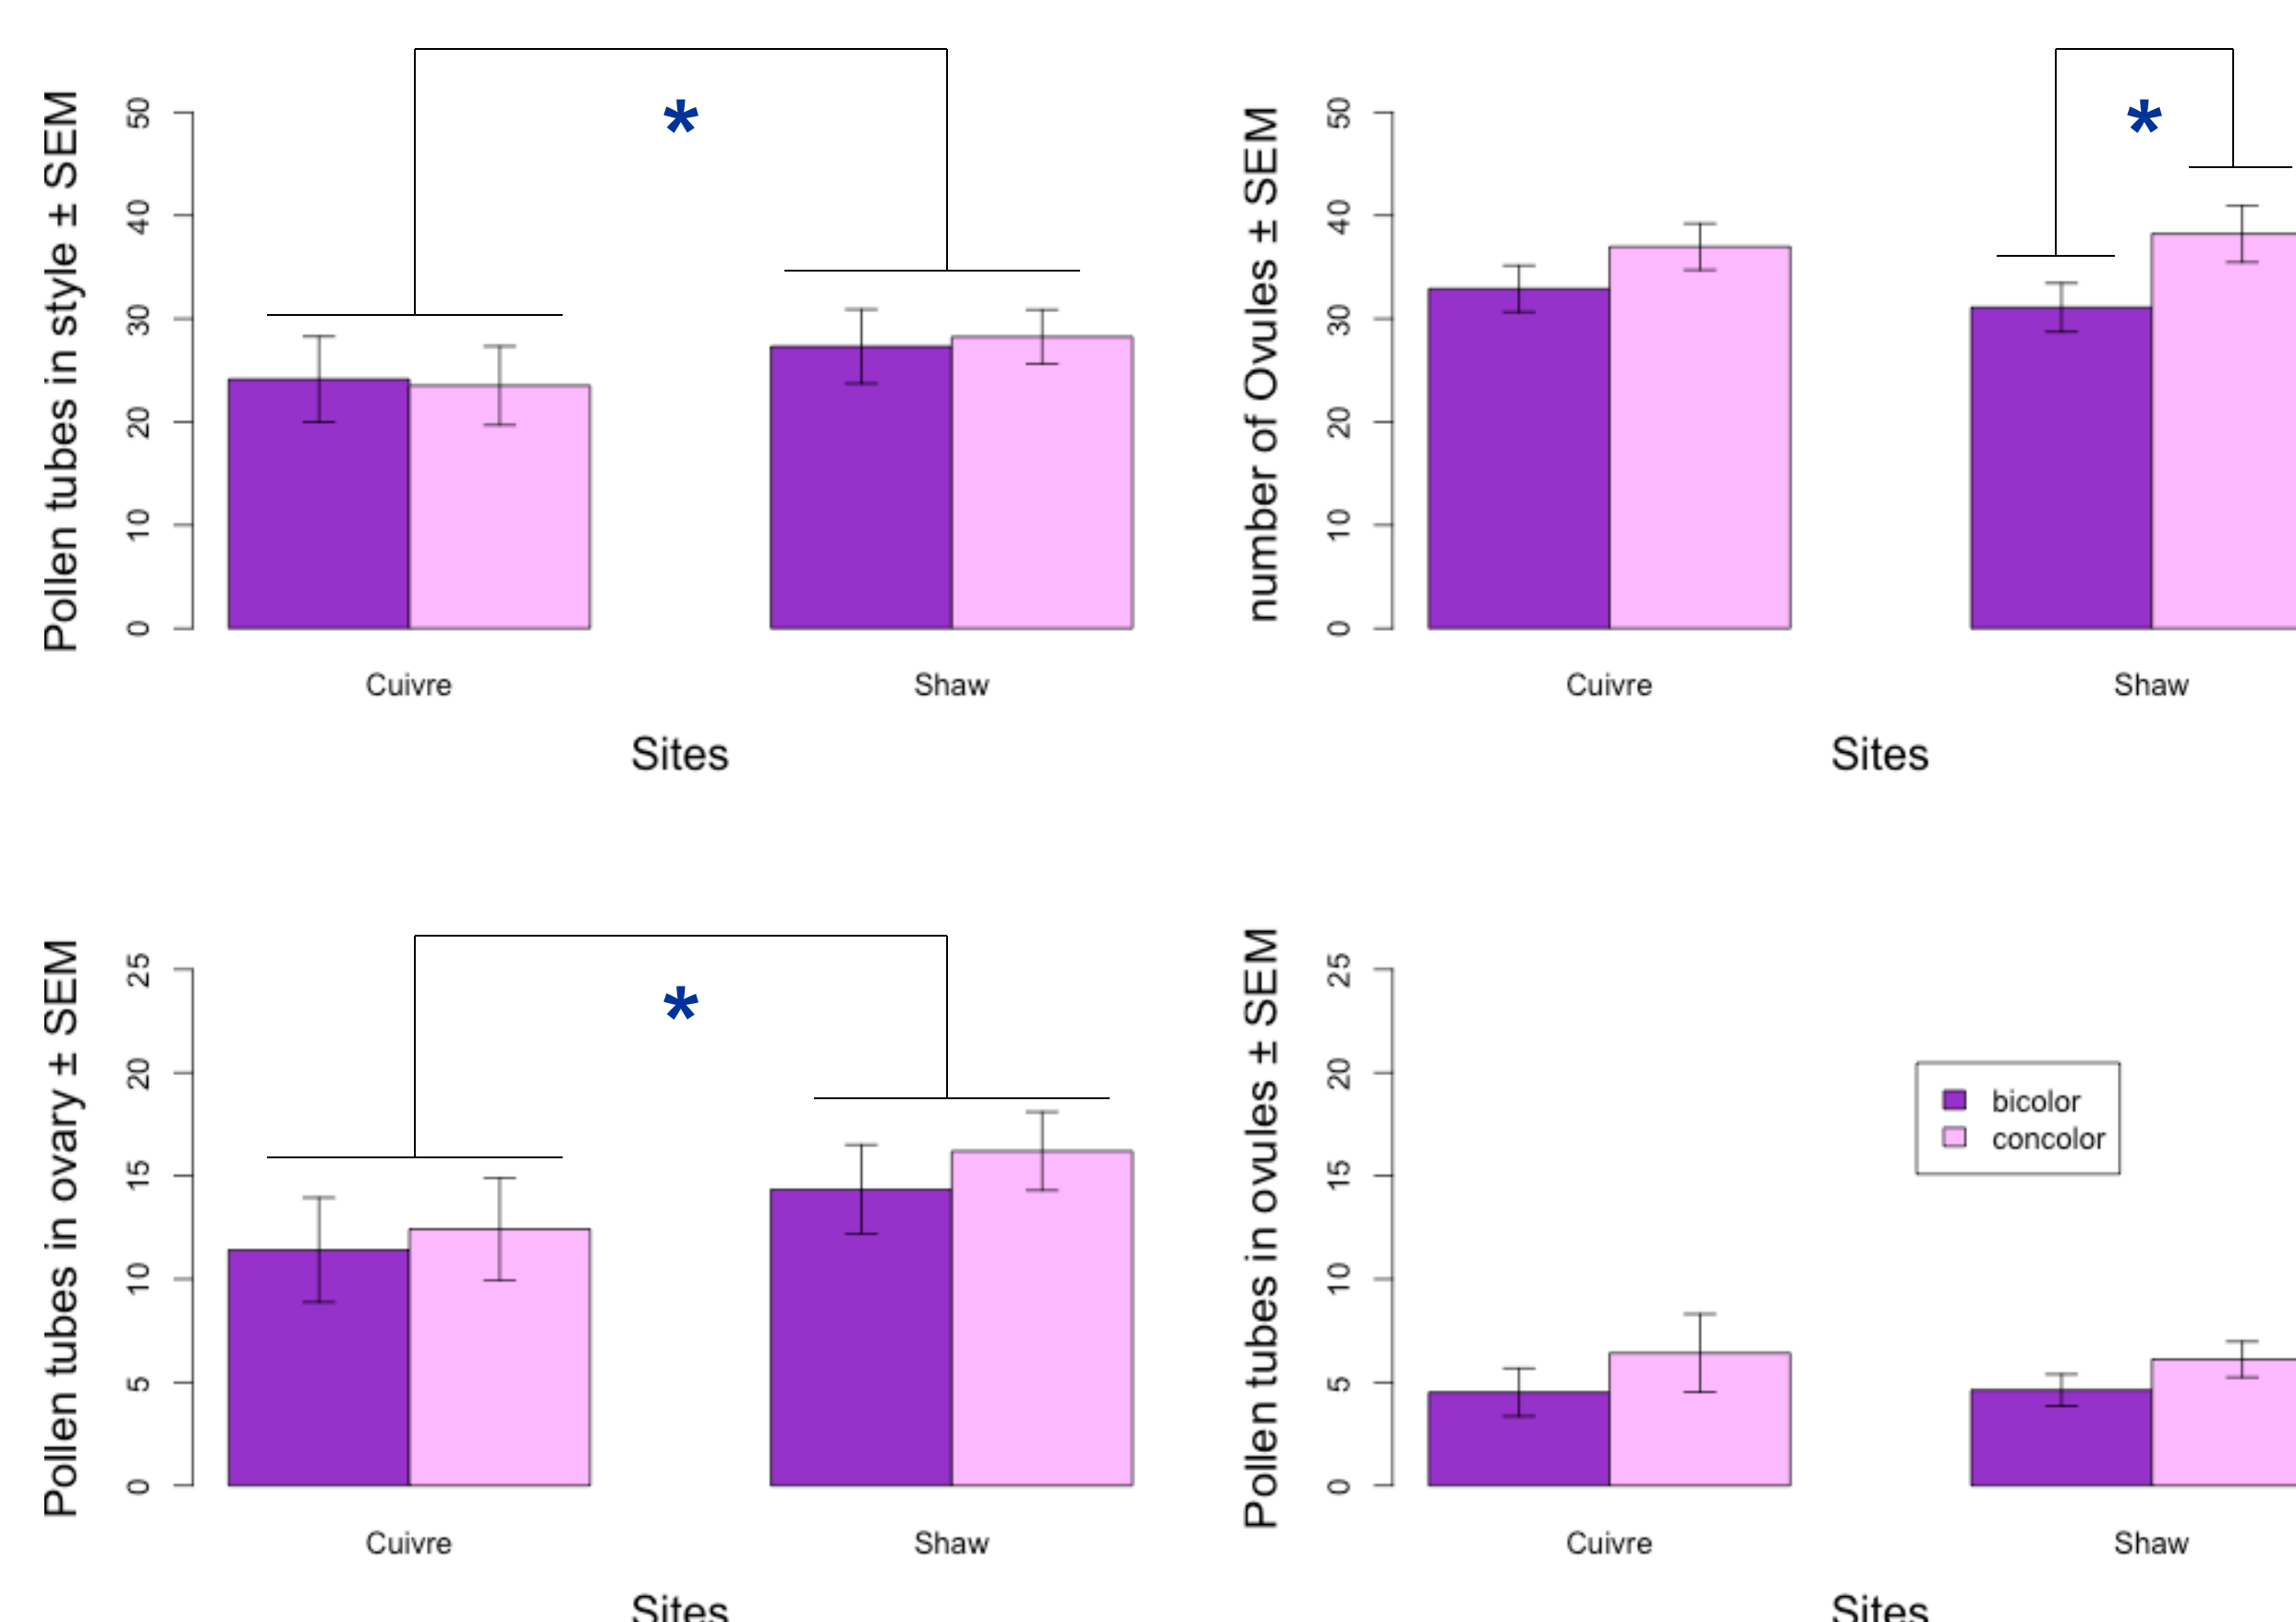 Pollen tubes in style ± SEM
50
40
30
20
10
0
*
Cuivre
Shaw
Sites
number of Ovules ± SEM
50
40
30
20
10
0
*
Cuivre
Shaw
Sites
Pollen tubes in ovary ± SEM
25
20
15
10
5
0
*
Cuivre
Shaw
Sites
Pollen tubes in ovules ± SEM
25
20
15
10
5
0
bicolor
concolor
Cuivre
Shaw
Sites